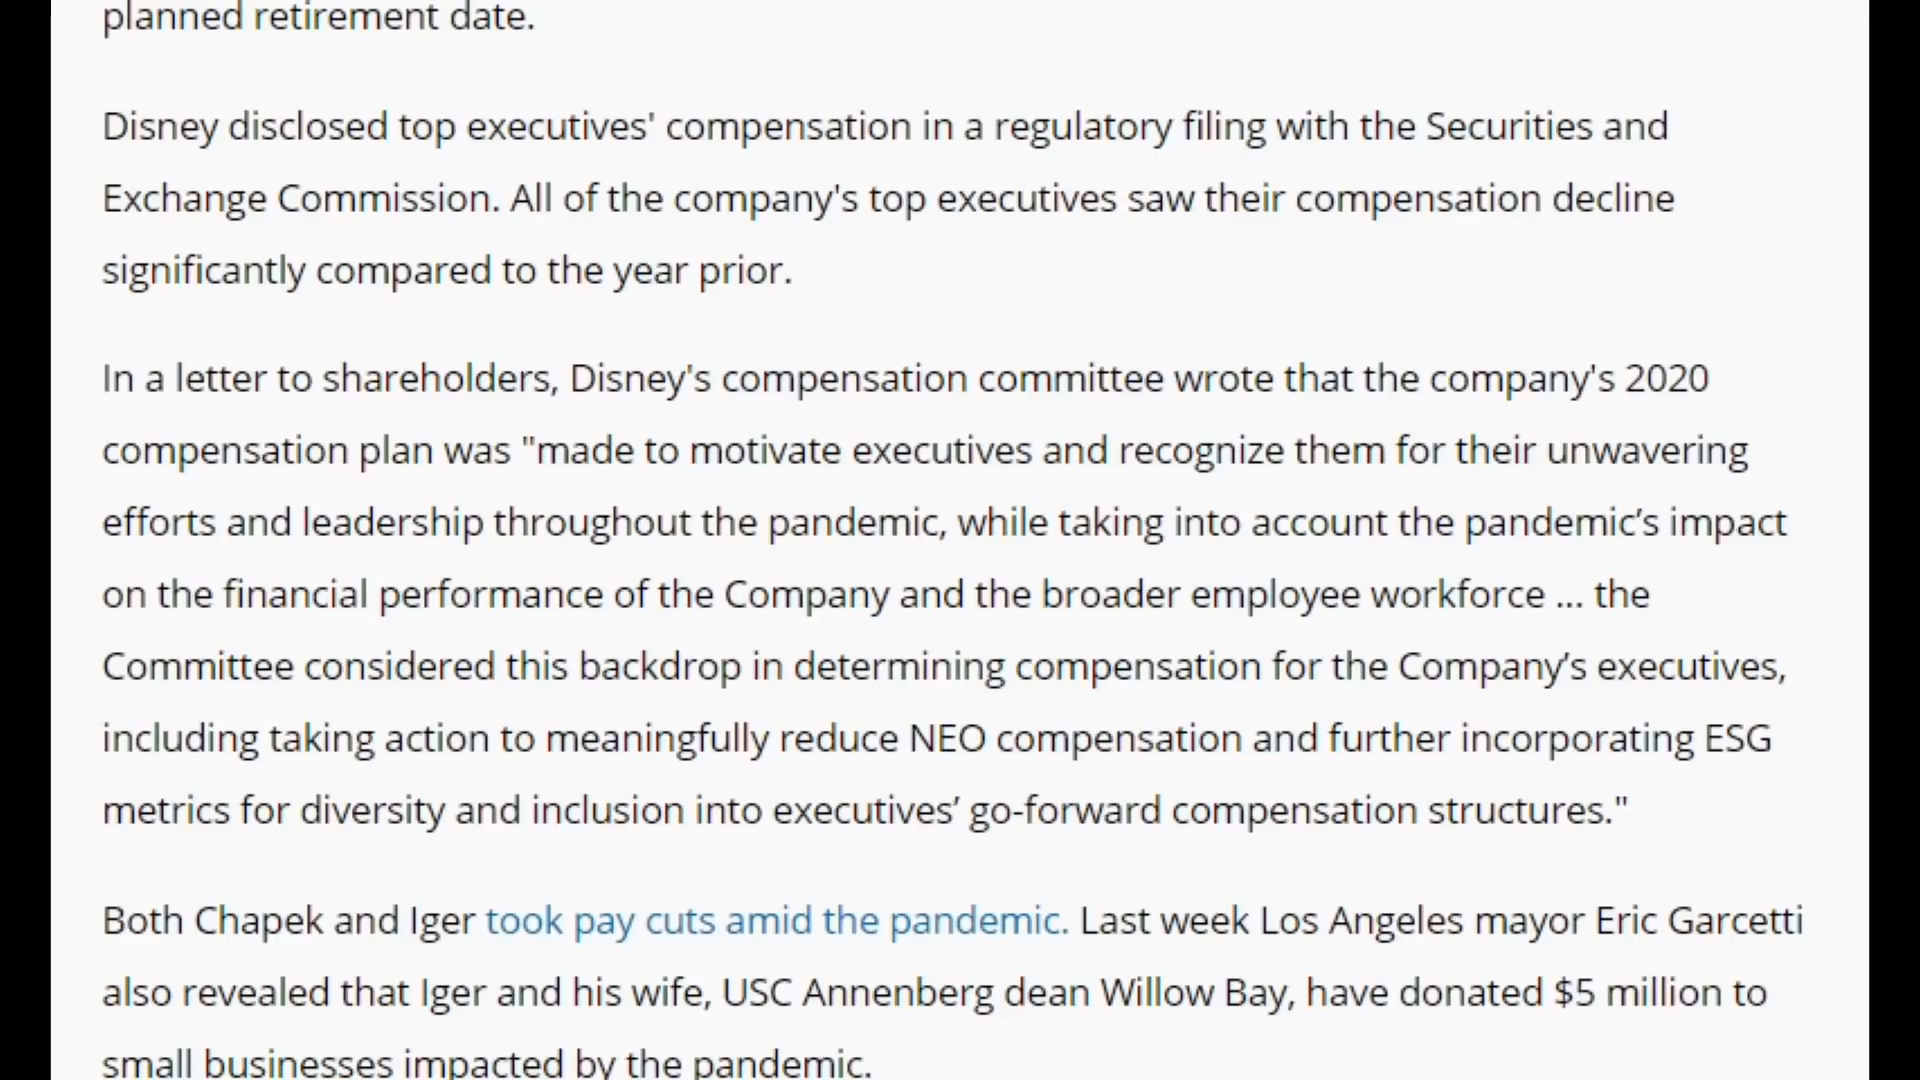 planned retirement date.
Disney disclosed top executives' compensation in a regulatory filing with the Securities and
Exchange Commission. All of the company's top executives saw their compensation decline
significantly compared to the year prior.
In a letter to shareholders, Disney's compensation committee wrote that the company's 2020
compensation plan was "made to motivate executives and recognize them for their unwavering
efforts and leadership throughout the pandemic, while taking into account the pandemic’s impact
on the financial performance of the Company and the broader employee workforce ... the
Committee considered this backdrop in determining compensation for the Company’s executives,
including taking action to meaningfully reduce NEO compensation and further incorporating ESG
metrics for diversity and inclusion into executives’ go-forward compensation structures."
Both Chapek and Iger took pay cuts amid the pandemic. Last week Los Angeles mayor Eric Garcetti
also revealed that Iger and his wife, USC Annenberg dean Willow Bay, have donated $5 million to
small businesses impacted by the pandemic.